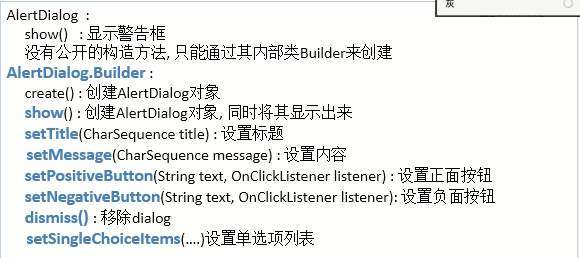 灰
AlertDialog :
show() : 显示警告框
没有公开的构造方法, 只能通过其内部类Builder来创建
AlertDialog.Builder :
create() : 创建AlertDialog对象
show() : 创建AlertDialog对象, 同时将其显示出来
setTitle(CharSequence title) : 设置标题
setMessage(CharSequence message) : 设置内容
setPositiveButton(String text, OnClickListener listener) : 设置正面按钮
setNegativeButton(String text, OnClickListener listener): 设置负面按钮
dismiss() : 移除dialog
setSingleChoiceItems(....)设置单选项列表